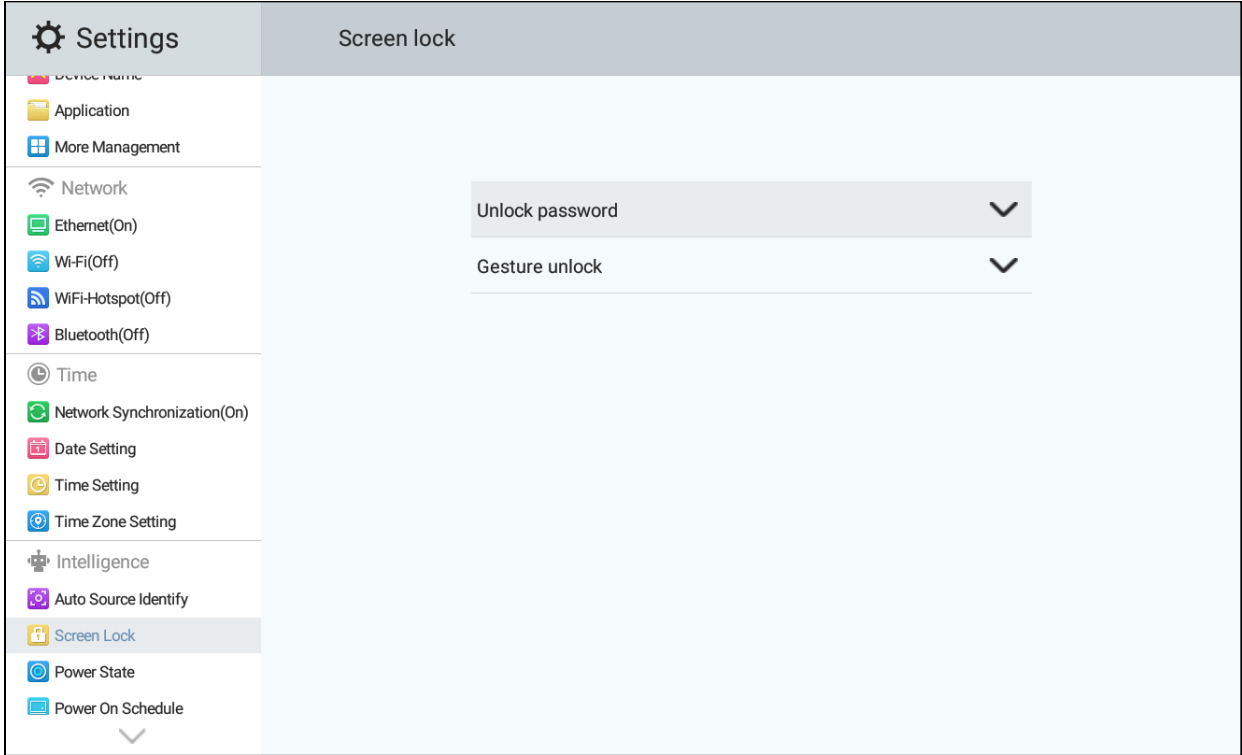 Settings
Screen lock
Device Name
Application
More Management
Network
Ethernet(On)
Wi-Fi(Off)
WiFi-Hotspot(Off)
Bluetooth(Off)
Time
Network Synchronization(On)
Date Setting
Time Setting
Time Zone Setting
Intelligence
Auto Source Identify
Screen Lock
Power State
Power On Schedule
Unlock password
Gesture unlock